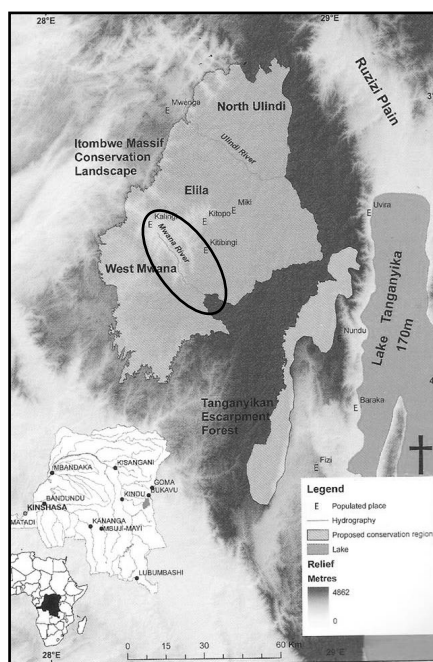 28°E
29°E
Ruzizi Plain
Mwenga
E
North Ulindi
Ulindi River
Itombwe Massif
Conservation
Landscape
Elila
Miki
E
Kalingi
E
Kitopo
E
Uvira
E
Mwana River
Kitibingi
E
West Mwana
Lake Tanganyika
170m
Nundu
E
Tanganyikan
Escarpment
Forest
Baraka
E
Fizi
E
MBANDAKA
KISANGANI
GOMA
BUKAVU
BANDUNDU
KINDU
KINSHASA
MATADI
KANANGA
MBUJI-MAYI
LUBUMBASHI
Legend
E Populated place
Hydrography
Proposed conservation region
Lake
Relief
Metres
4862
0
0 15 30 60 Km
28°E
29°E